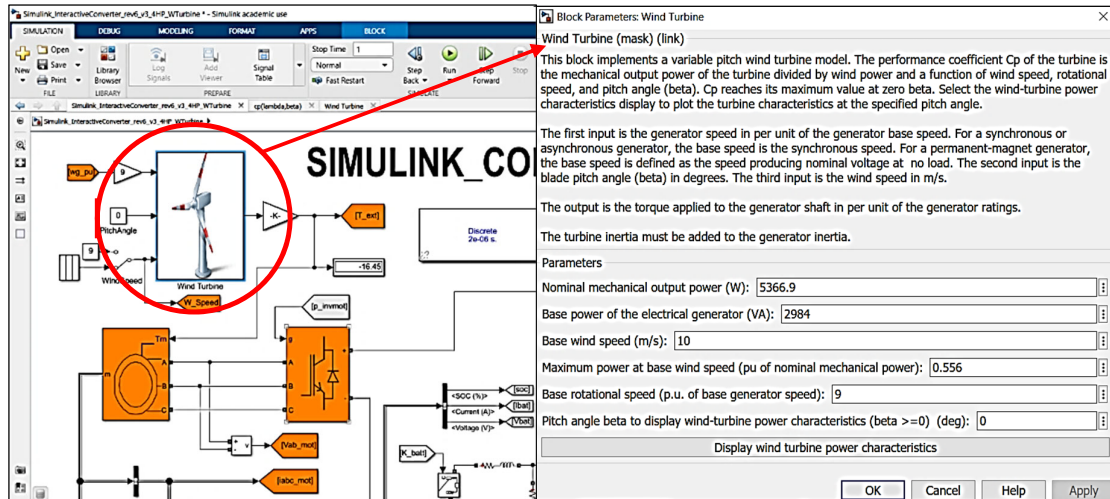 Simulink_InteractiveConverter_rev6_v3_4HP_WTurbine * - Simulink academic use
SIMULATION DEBUG MODELING FORMAT APPS BLOCK
New
Open
Save
Print
FILE
Library
Browser
LIBRARY
Log
Signals
Add
Viewer
Signal
Table
PREPARE
Stop Time 1
Normal
Fast Restart
Step
Back
Run
Step
Forward
Stop
SIMULATE
Simulink_InteractiveConverter_rev6_v3_4HP_WTurbine × cp(lambda,beta) × Wind Turbine ×
Simulink_InteractiveConverter_rev6_v3_4HP_WTurbine
SIMULINK_CO
[wg_pu]
9
0
PitchAngle
9
WindSpeed
Wind Turbine
W_Speed
-K-
[T_ext]
-16.45
Discrete
2e-06 s.
[p_invmot]
Tm
m
A
B
C
g
A
B
C
+
-
+
-
v
[Vab_mot]
[Iabc_mot]
<SOC (%)>
<Current (A)>
<Voltage (V)>
[soc]
[Ibat]
[Vbat]
[K_batt]
Block Parameters: Wind Turbine ×
Wind Turbine (mask) (link)
This block implements a variable pitch wind turbine model. The performance coefficient Cp of the turbine is
the mechanical output power of the turbine divided by wind power and a function of wind speed, rotational
speed, and pitch angle (beta). Cp reaches its maximum value at zero beta. Select the wind-turbine power
characteristics display to plot the turbine characteristics at the specified pitch angle.
The first input is the generator speed in per unit of the generator base speed. For a synchronous or
asynchronous generator, the base speed is the synchronous speed. For a permanent-magnet generator,
the base speed is defined as the speed producing nominal voltage at no load. The second input is the
blade pitch angle (beta) in degrees. The third input is the wind speed in m/s.
The output is the torque applied to the generator shaft in per unit of the generator ratings.
The turbine inertia must be added to the generator inertia.
Parameters
Nominal mechanical output power (W): 5366.9
Base power of the electrical generator (VA): 2984
Base wind speed (m/s): 10
Maximum power at base wind speed (pu of nominal mechanical power): 0.556
Base rotational speed (p.u. of base generator speed): 9
Pitch angle beta to display wind-turbine power characteristics (beta >=0) (deg): 0
Display wind turbine power characteristics
OK Cancel Help Apply